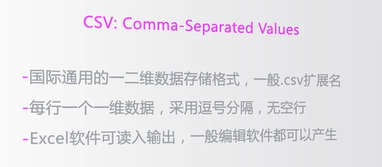 CSV: Comma-Separated Values
-国际通用的一二维数据存储格式，一般.csv扩展名
-每行一个一维数据，采用逗号分隔，无空行
-Excel软件可读入输出，一般编辑软件都可以产生